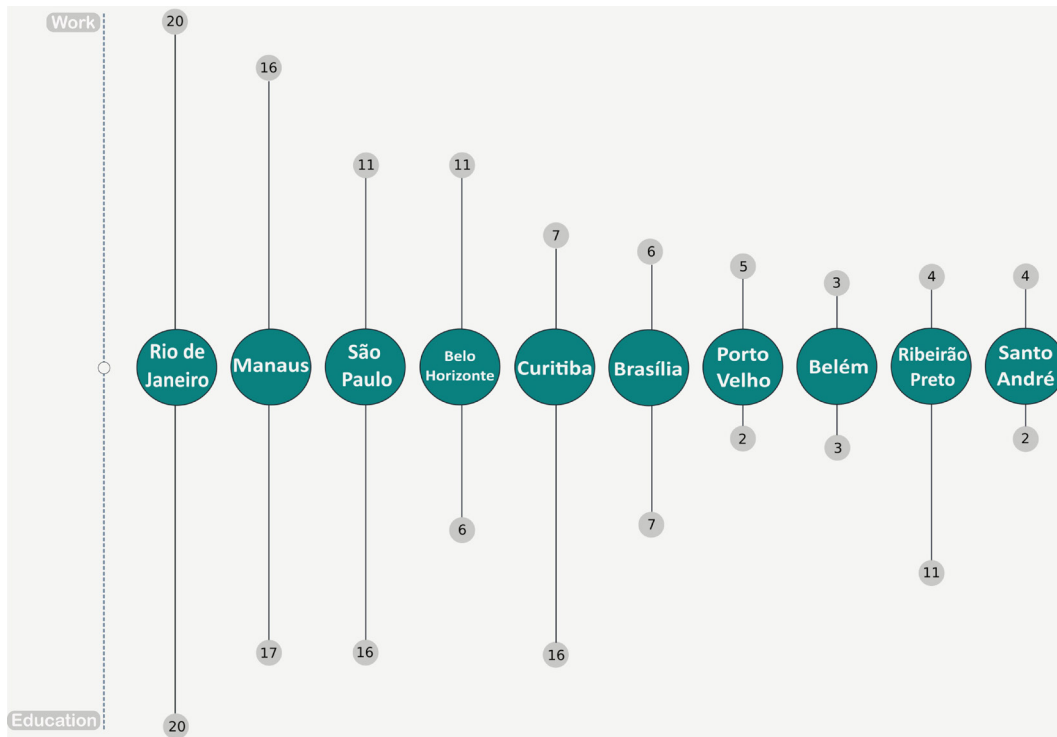 Work
20
16
11
11
7
6
5
3
4
4
Rio de
Janeiro
Manaus
São
Paulo
Belo
Horizonte
Curitiba
Brasília
Porto
Velho
Belém
Ribeirão
Preto
Santo
André
20
17
16
6
16
7
2
3
11
2
Education